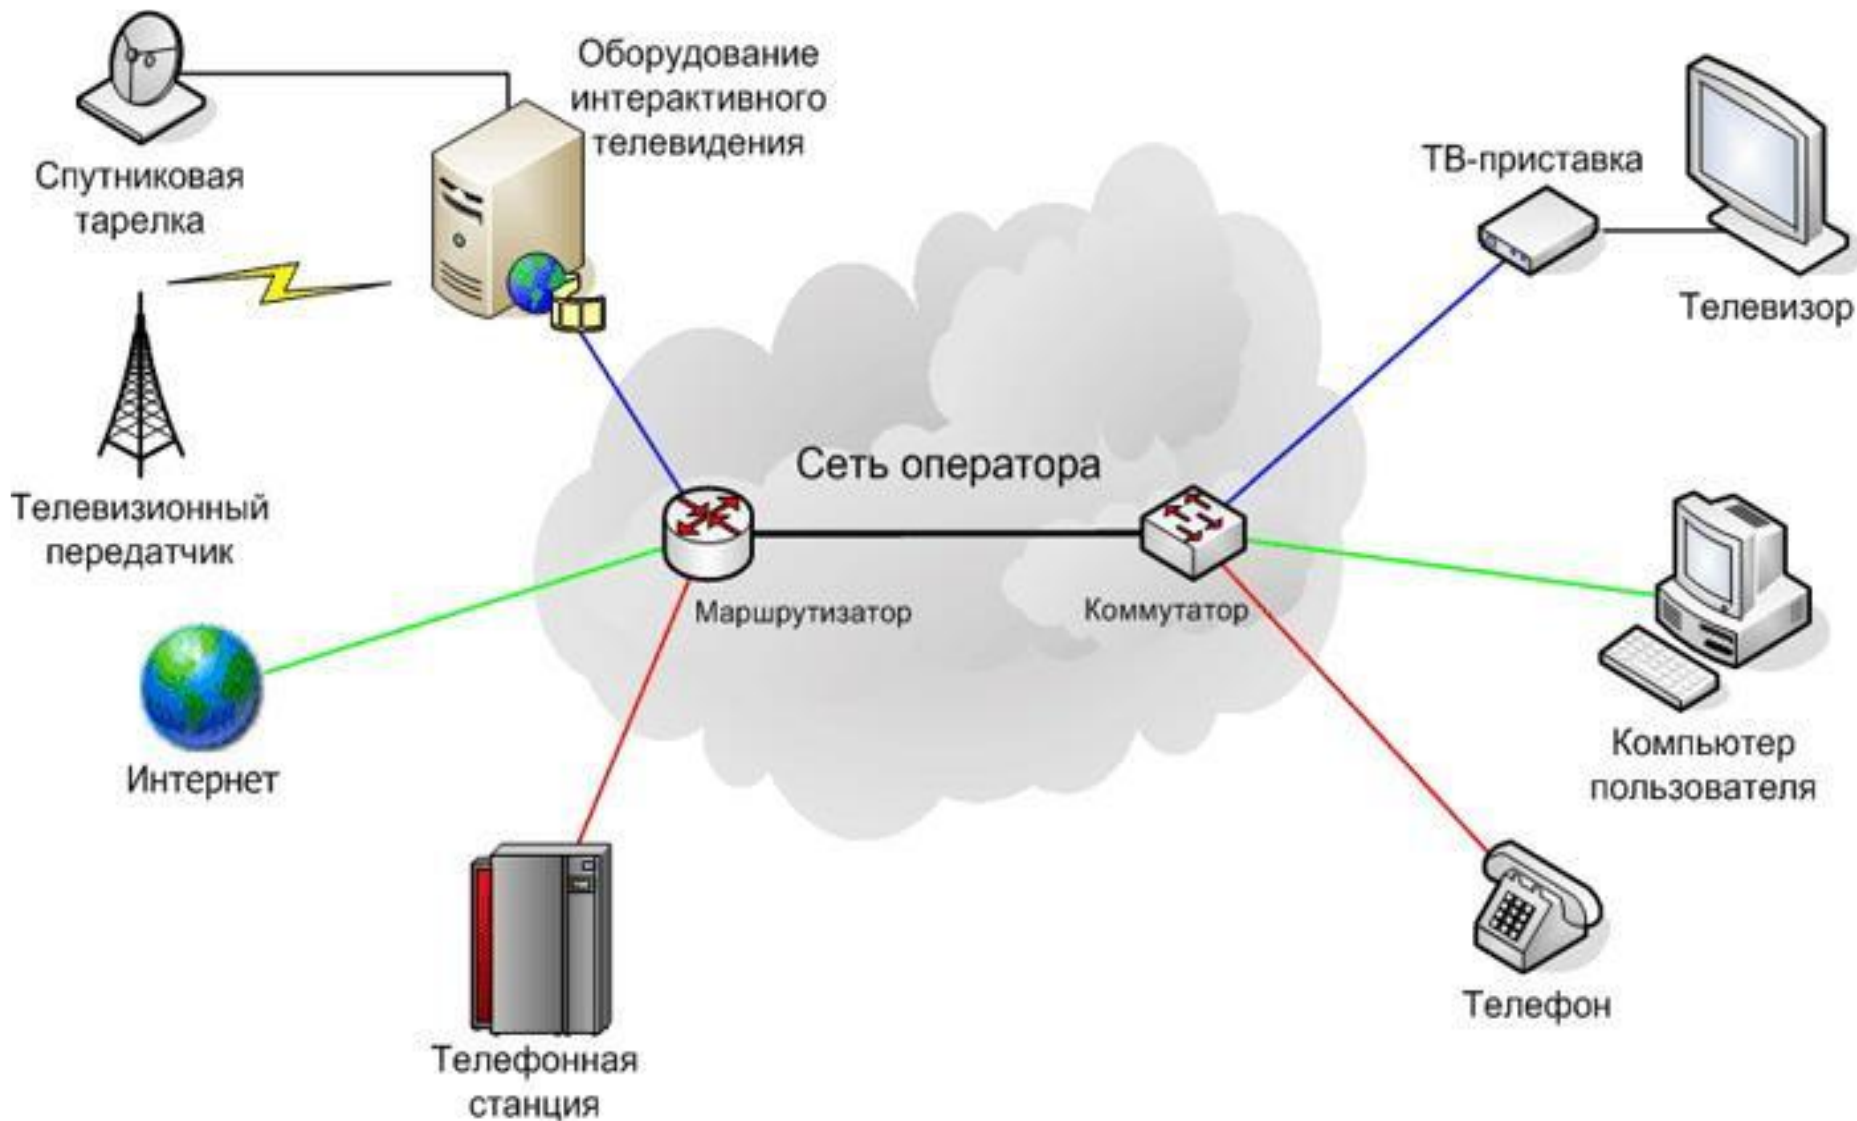 Оборудование
интерактивного
телевидения
Спутниковая
тарелка
ТВ-приставка
Телевизор
Сеть оператора
Телевизионный
передатчик
Маршрутизатор
Коммутатор
Интернет
Компьютер
пользователя
Телефон
Телефонная
станция